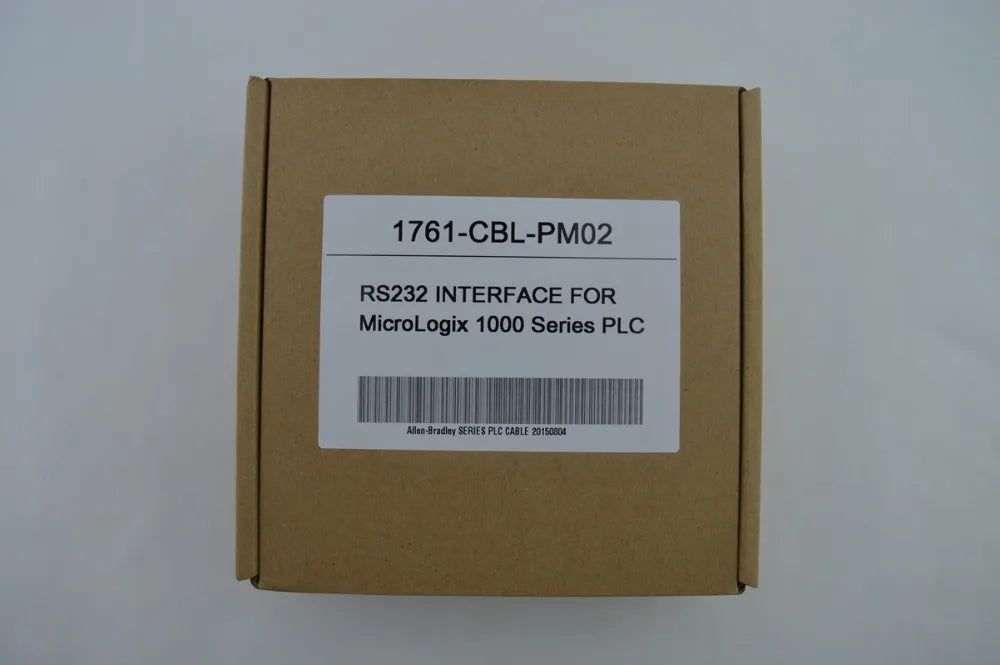 1761-CBL-PM02
RS232 INTERFACE FOR
MicroLogix 1000 Series PLC
Allen-Bradley SERIES PLC CABLE 20150804